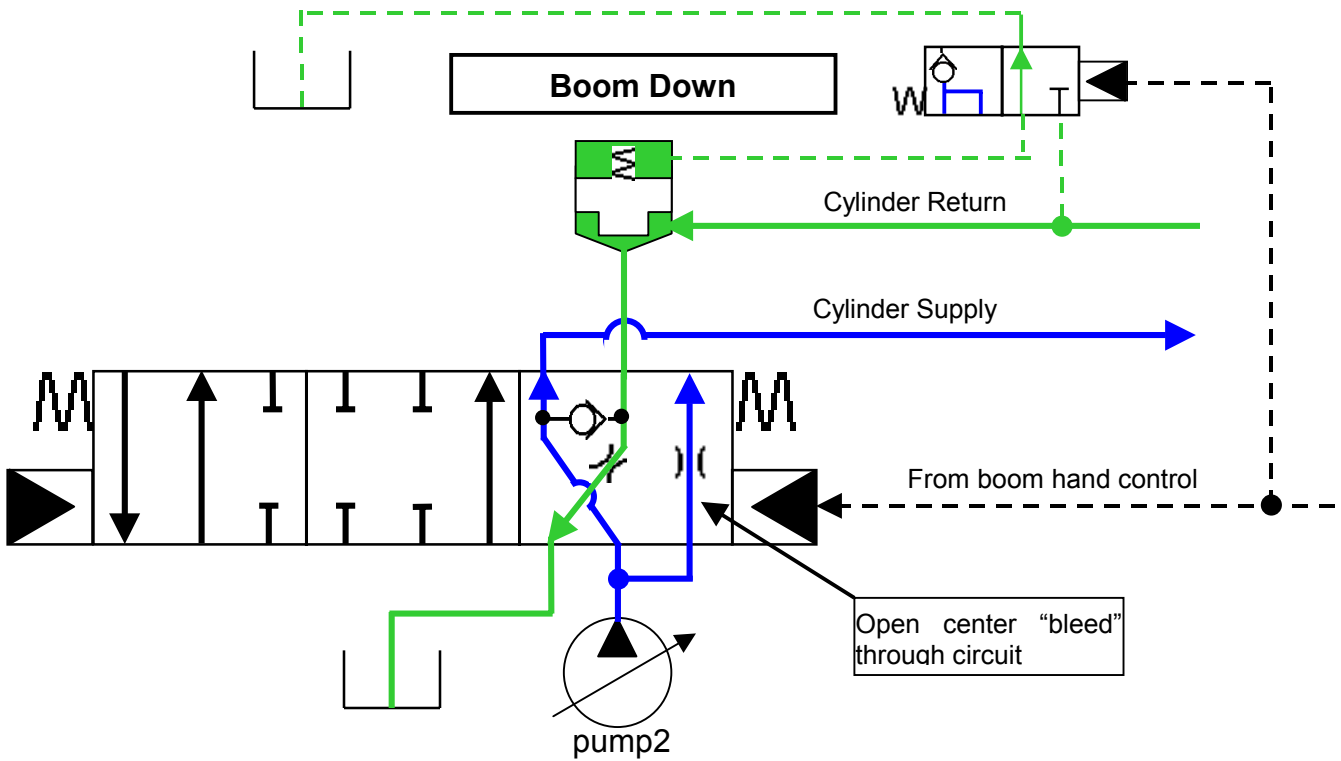 Boom Down
Cylinder Return
Cylinder Supply
From boom hand control
Open center “bleed”
through circuit
pump2